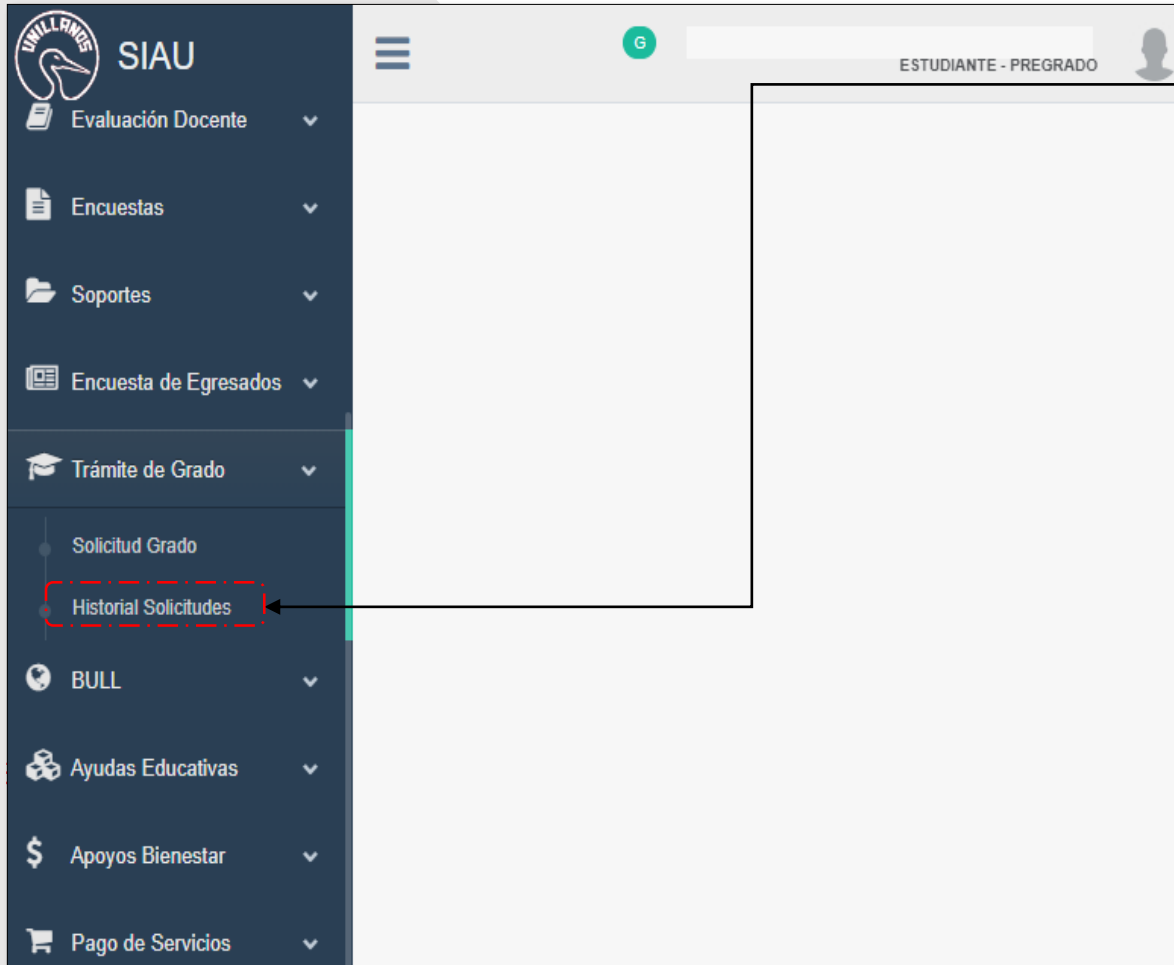 UNILLANOS
SIAU
G
ESTUDIANTE - PREGRADO
Evaluación Docente
Encuestas
Soportes
Encuesta de Egresados
Trámite de Grado
Solicitud Grado
Historial Solicitudes
BULL
Ayudas Educativas
$ Apoyos Bienestar
Pago de Servicios